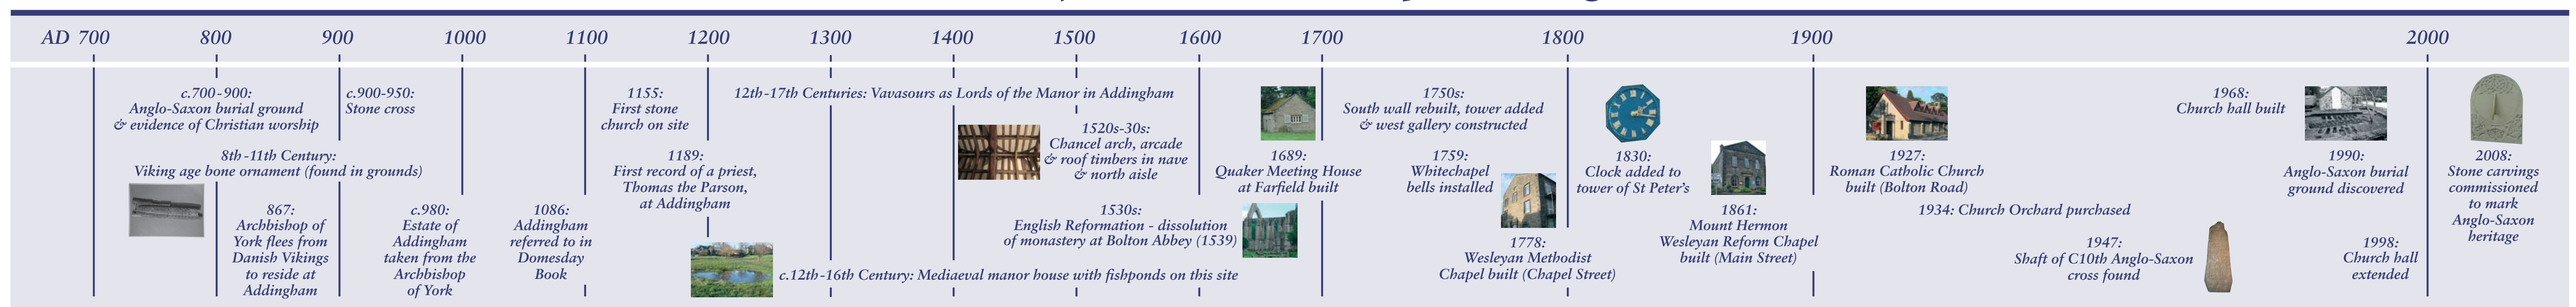 AD 700 800 900 1000 1100 1200 1300 1400 1500 1600 1700 1800 1900 2000
c.700-900:
Anglo-Saxon burial ground
& evidence of Christian worship
8th-11th Century:
Viking age bone ornament (found in grounds)
867:
Archbishop of
York flees from
Danish Vikings
to reside at
Addingham
c.900-950:
Stone cross
c.980:
Estate of
Addingham
taken from the
Archbishop
of York
1086:
Addingham
referred to in
Domesday
Book
1155:
First stone
church on site
1189:
First record of a priest,
Thomas the Parson,
at Addingham
12th-17th Centuries: Vavasours as Lords of the Manor in Addingham
1520s-30s:
Chancel arch, arcade
& roof timbers in nave
& north aisle
1530s:
English Reformation - dissolution
of monastery at Bolton Abbey (1539)
c.12th-16th Century: Mediaeval manor house with fishponds on this site
1689:
Quaker Meeting House
at Farfield built
1750s:
South wall rebuilt, tower added
& west gallery constructed
1759:
Whitechapel
bells installed
1778:
Wesleyan Methodist
Chapel built (Chapel Street)
1830:
Clock added to
tower of St Peter's
1861:
Mount Hermon
Wesleyan Reform Chapel
built (Main Street)
1927:
Roman Catholic Church
built (Bolton Road)
1934: Church Orchard purchased
1947:
Shaft of C10th Anglo-Saxon
cross found
1968:
Church hall built
1990:
Anglo-Saxon burial
ground discovered
1998:
Church hall
extended
2008:
Stone carvings
commissioned
to mark
Anglo-Saxon
heritage